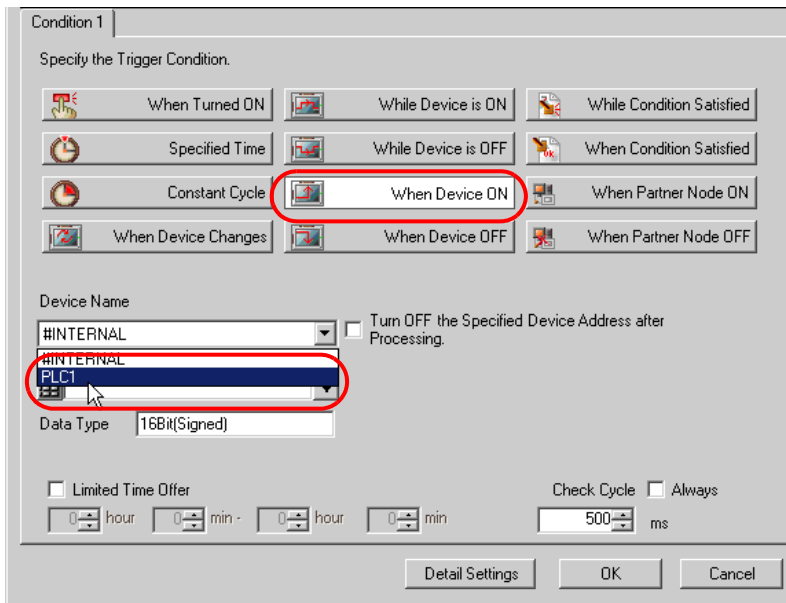 Condition 1
Specify the Trigger Condition.
When Turned ON
While Device is ON
While Condition Satisfied
Specified Time
While Device is OFF
When Condition Satisfied
Constant Cycle
When Device ON
When Partner Node ON
When Device Changes
When Device OFF
When Partner Node OFF
Device Name
#INTERNAL
Turn OFF the Specified Device Address after
Processing.
#INTERNAL
PLC1
Data Type 16Bit(Signed)
Limited Time Offer
Check Cycle Always
0 hour 0 min - 0 hour 0 min
500 ms
Detail Settings OK Cancel